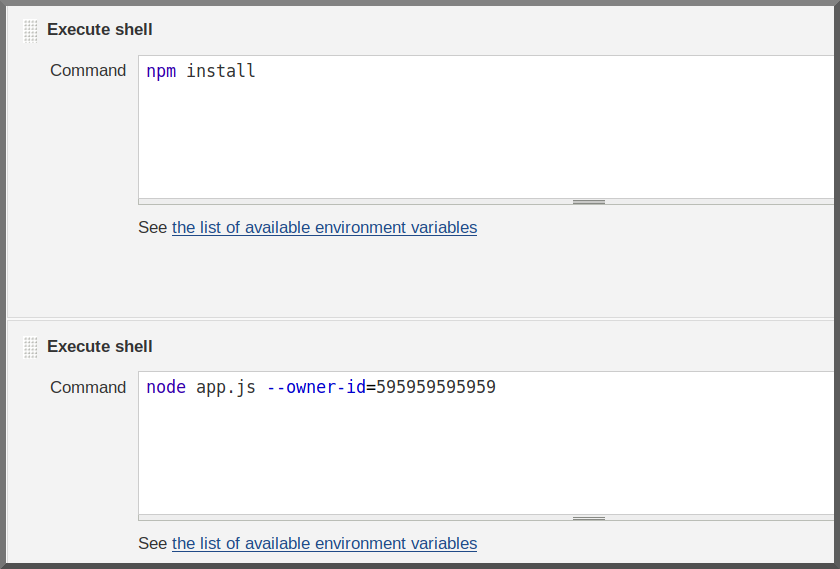 Execute shell
Command
npm install
See the list of available environment variables
Execute shell
Command
node app.js --owner-id=595959595959
See the list of available environment variables